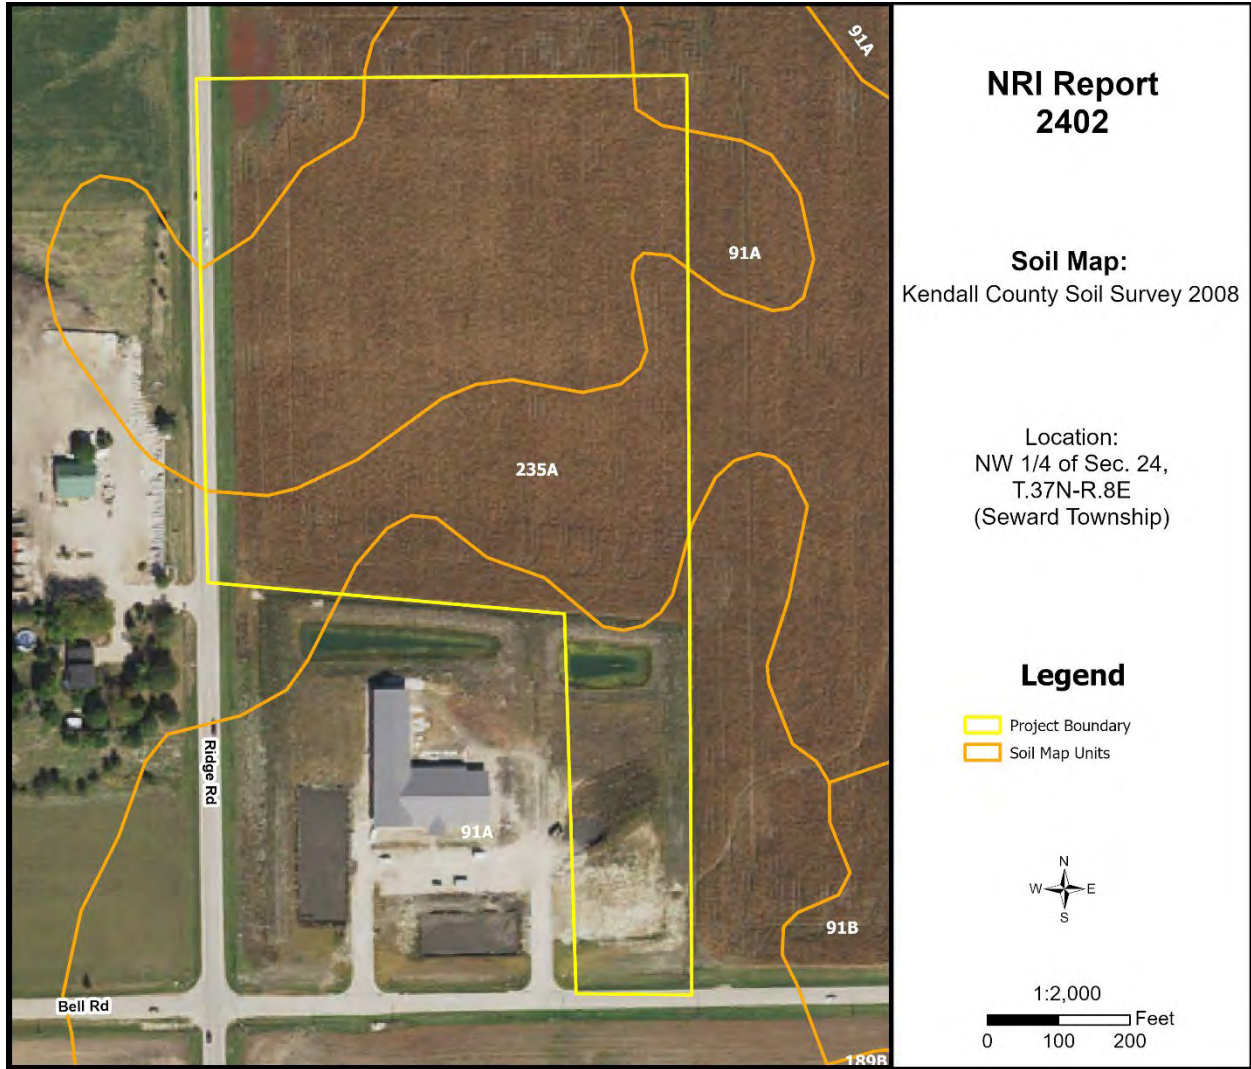 91A
91A
235A
Ridge Rd
91A
91B
Bell Rd
189B
NRI Report
2402
Soil Map:
Kendall County Soil Survey 2008
Location:
NW 1/4 of Sec. 24,
T.37N-R.8E
(Seward Township)
Legend
Project Boundary
Soil Map Units
N
W E
S
1:2,000
Feet
0 100 200